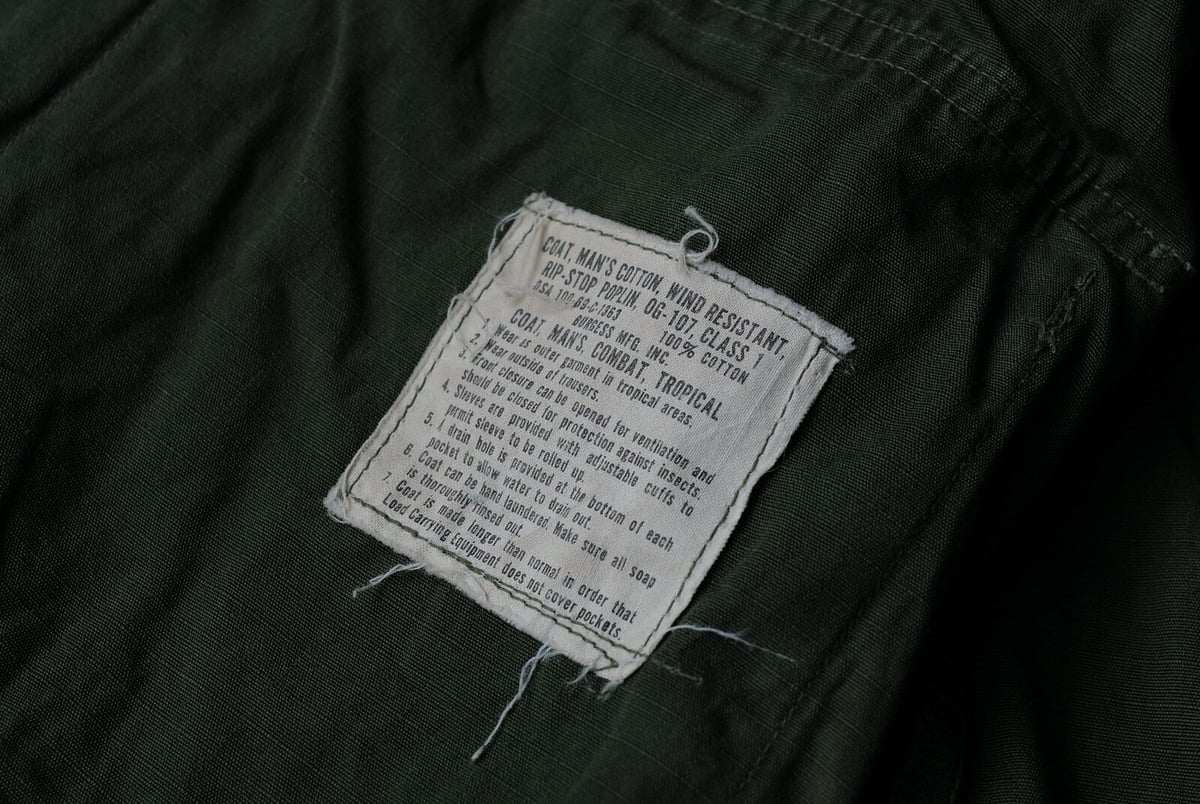 COAT, MAN'S COTTON, WIND RESISTANT,
RIP-STOP POPLIN, OG-107, CLASS 1
DSA 100-69-C-1363 100% COTTON
BURGESS MFG. INC.
COAT, MAN'S, COMBAT, TROPICAL
1. Wear as outer garment in tropical areas.
2. Wear outside of trousers.
3. Front closure can be opened for ventilation and
should be closed for protection against insects.
4. Sleeves are provided with adjustable cuffs to
permit sleeve to be rolled up.
5. A drain hole is provided at the bottom of each
pocket to allow water to drain out.
6. Coat can be hand laundered. Make sure all soap
is thoroughly rinsed out.
7. Coat is made longer than normal in order that
Load Carrying Equipment does not cover pockets.